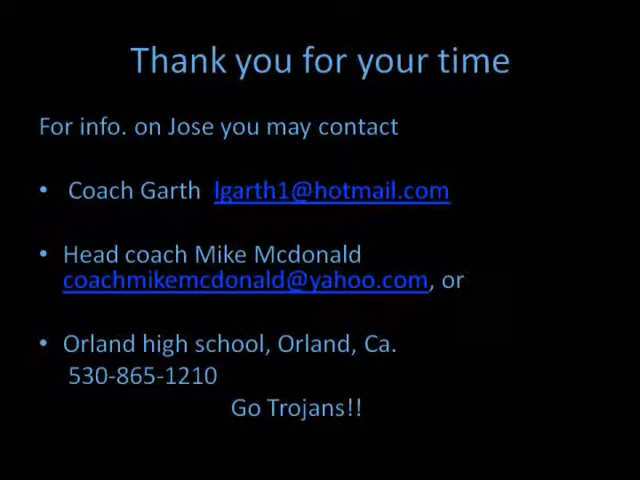 Thank you for your time
For info. on Jose you may contact
• Coach Garth lgarth1@hotmail.com
• Head coach Mike Mcdonald
coachmikemcdonald@yahoo.com, or
• Orland high school, Orland, Ca.
530-865-1210
Go Trojans!!